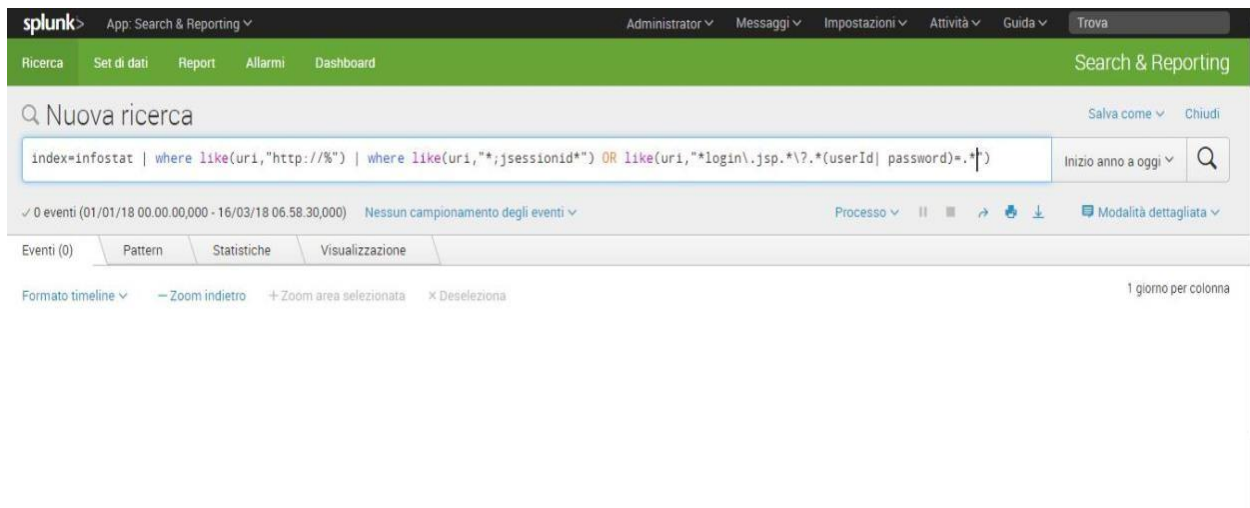 splunk> App: Search & Reporting Administrator Messaggi Impostazioni Attività Guida Trova
Ricerca Set di dati Report Allarmi Dashboard Search & Reporting
Nuova ricerca Salva come Chiudi
index=infostat | where like(uri,"http://%") | where like(uri,"*;jsessionid*") OR like(uri,"*login\.jsp.*\?.*(userId| password)=.*") Inizio anno a oggi
✓ 0 eventi (01/01/18 00.00.00,000 - 16/03/18 06.58.30,000) Nessun campionamento degli eventi Processo Modalità dettagliata
Eventi (0) Pattern Statistiche Visualizzazione
Formato timeline − Zoom indietro + Zoom area selezionata × Deseleziona 1 giorno per colonna